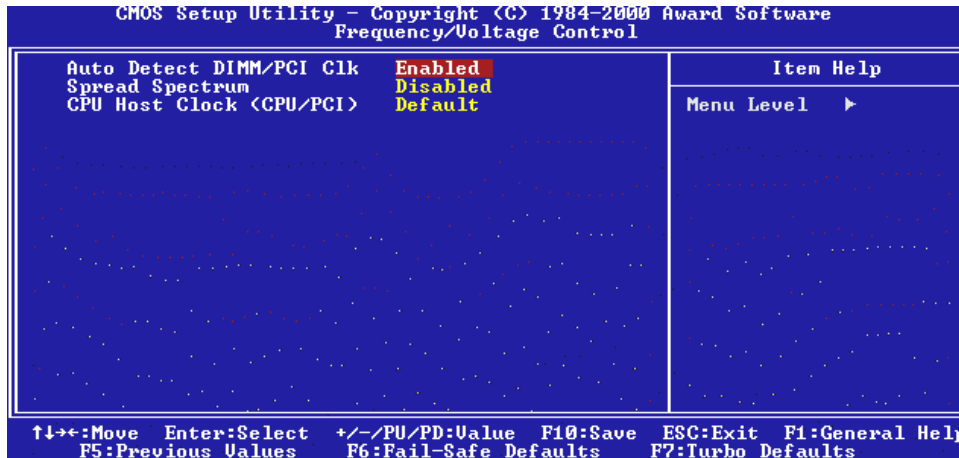 CMOS Setup Utility – Copyright (C) 1984-2000 Award Software
Frequency/Voltage Control
Auto Detect DIMM/PCI Clk Enabled
Spread Spectrum Disabled
CPU Host Clock (CPU/PCI) Default
Item Help
Menu Level ▶
↑↓→←:Move Enter:Select +/-/PU/PD:Value F10:Save ESC:Exit F1:General Help
F5:Previous Values F6:Fail-Safe Defaults F7:Turbo Defaults